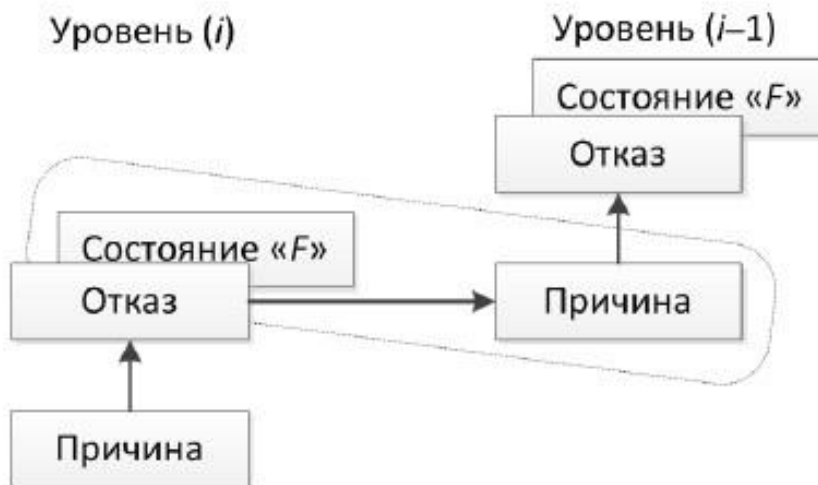 Уровень (i)
Уровень (i–1)
Состояние «F»
Отказ
Состояние «F»
Отказ
Причина
Причина